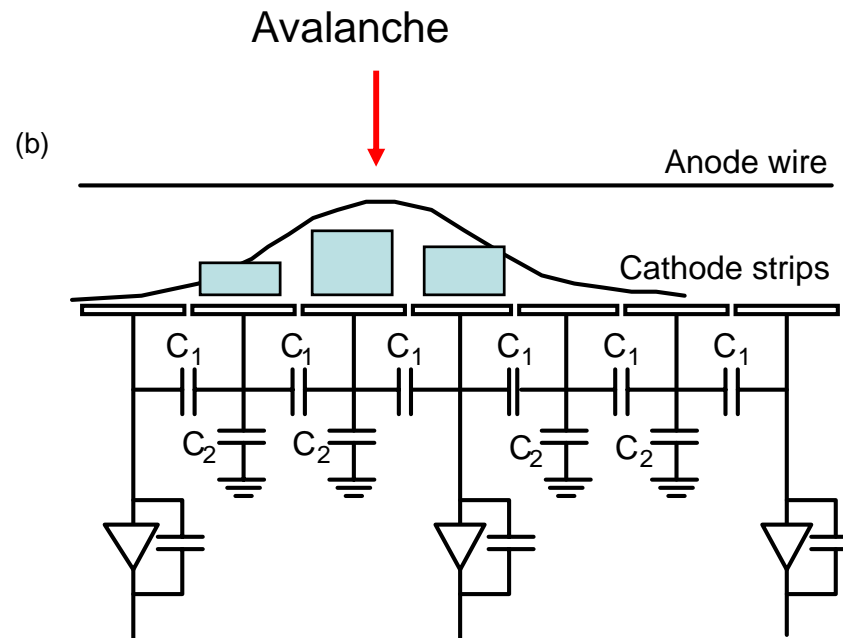 Avalanche
(b)
Anode wire
Cathode strips
C1 C1 C1 C1 C1 C1
C2 C2 C2 C2